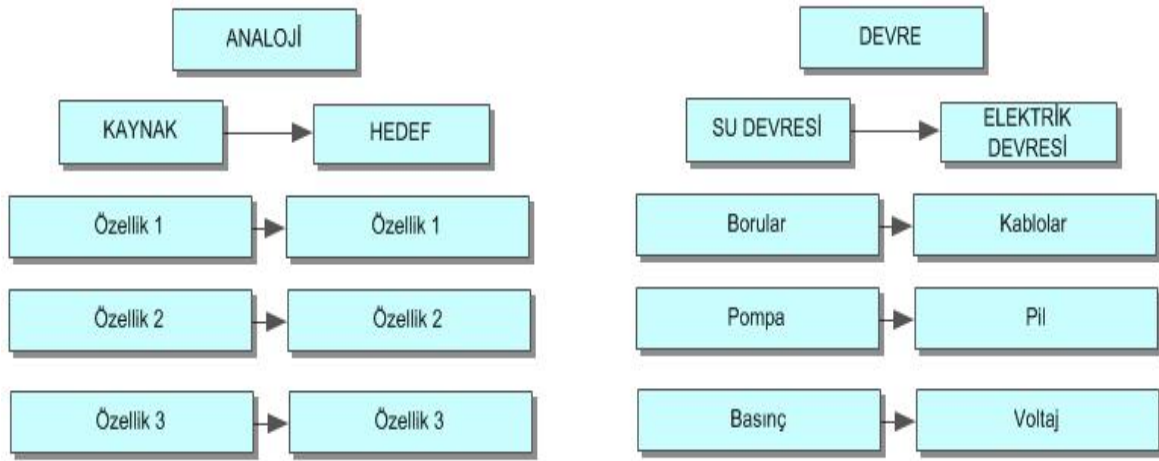 ANALOJİ
KAYNAK
HEDEF
Özellik 1
Özellik 1
Özellik 2
Özellik 2
Özellik 3
Özellik 3
DEVRE
SU DEVRESİ
ELEKTRİK
DEVRESİ
Borular
Kablolar
Pompa
Pil
Basınç
Voltaj